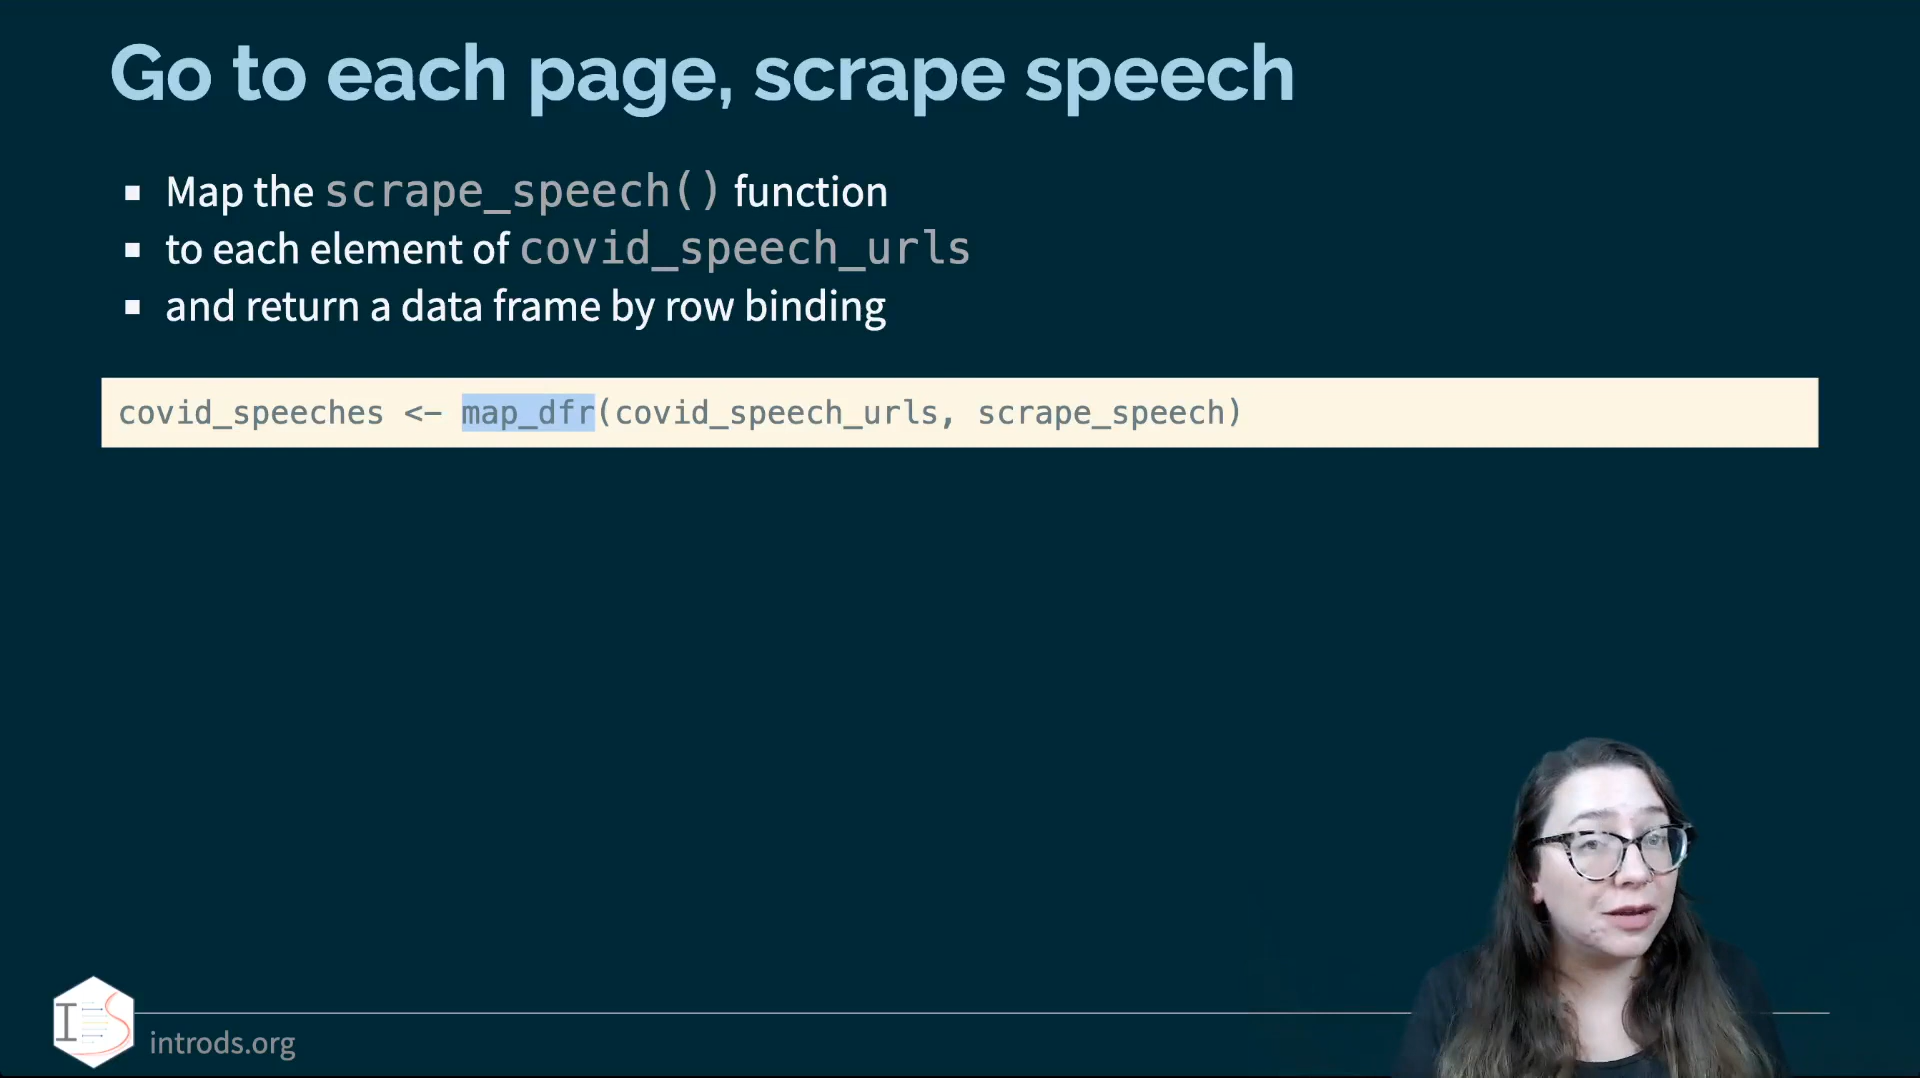 Go to each page, scrape speech
Map the scrape_speech() function
to each element of covid_speech_urls
and return a data frame by row binding
covid_speeches <- map_dfr(covid_speech_urls, scrape_speech)
IDS
introds.org